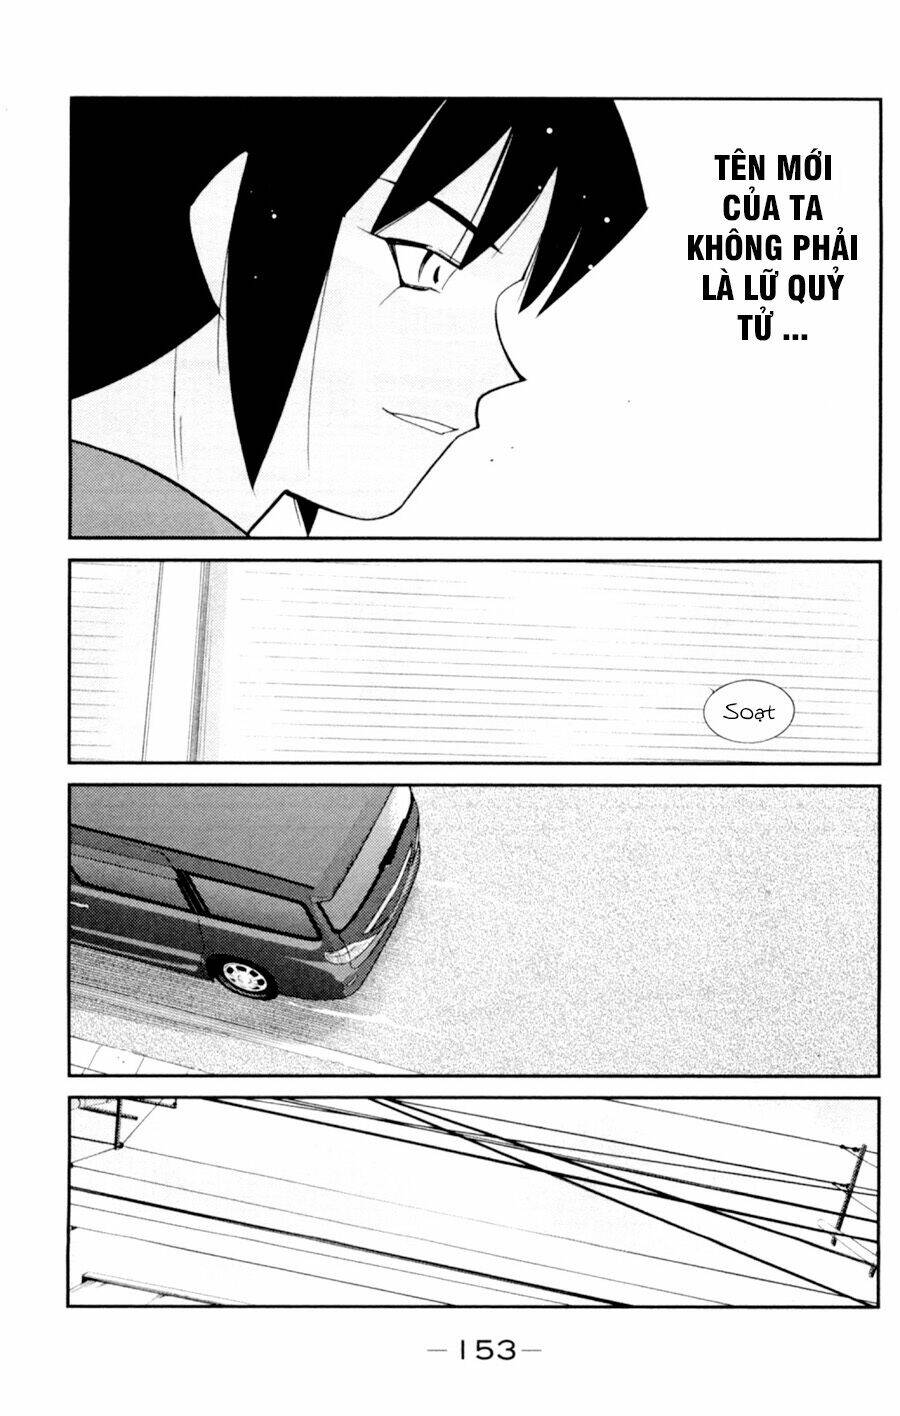 TÊN MỚI
CỦA TA
KHÔNG PHẢI
LÀ LỮ QUỶ
TỬ ...
Soạt
— 153 —